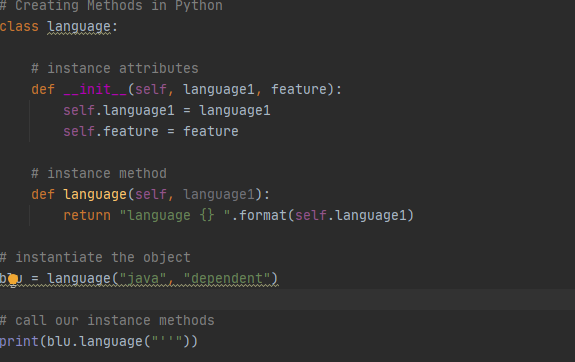 # Creating Methods in Python
class language:
# instance attributes
def __init__(self, language1, feature):
self.language1 = language1
self.feature = feature
# instance method
def language(self, language1):
return "language {} ".format(self.language1)
# instantiate the object
blu = language("java", "dependent")
# call our instance methods
print(blu.language("''"))